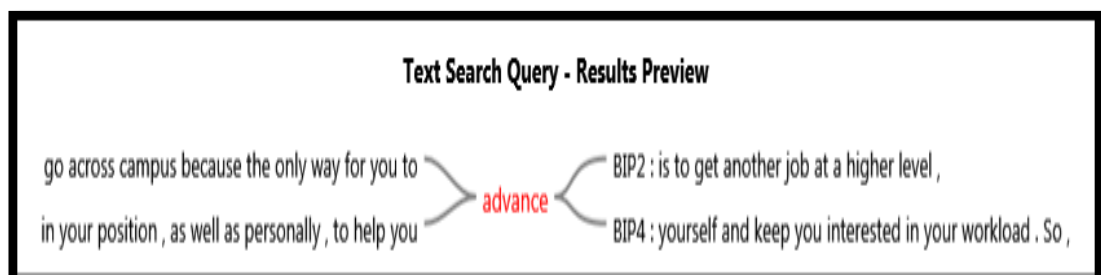 Text Search Query - Results Preview
go across campus because the only way for you to
in your position , as well as personally , to help you
advance
BIP2 : is to get another job at a higher level ,
BIP4 : yourself and keep you interested in your workload . So ,